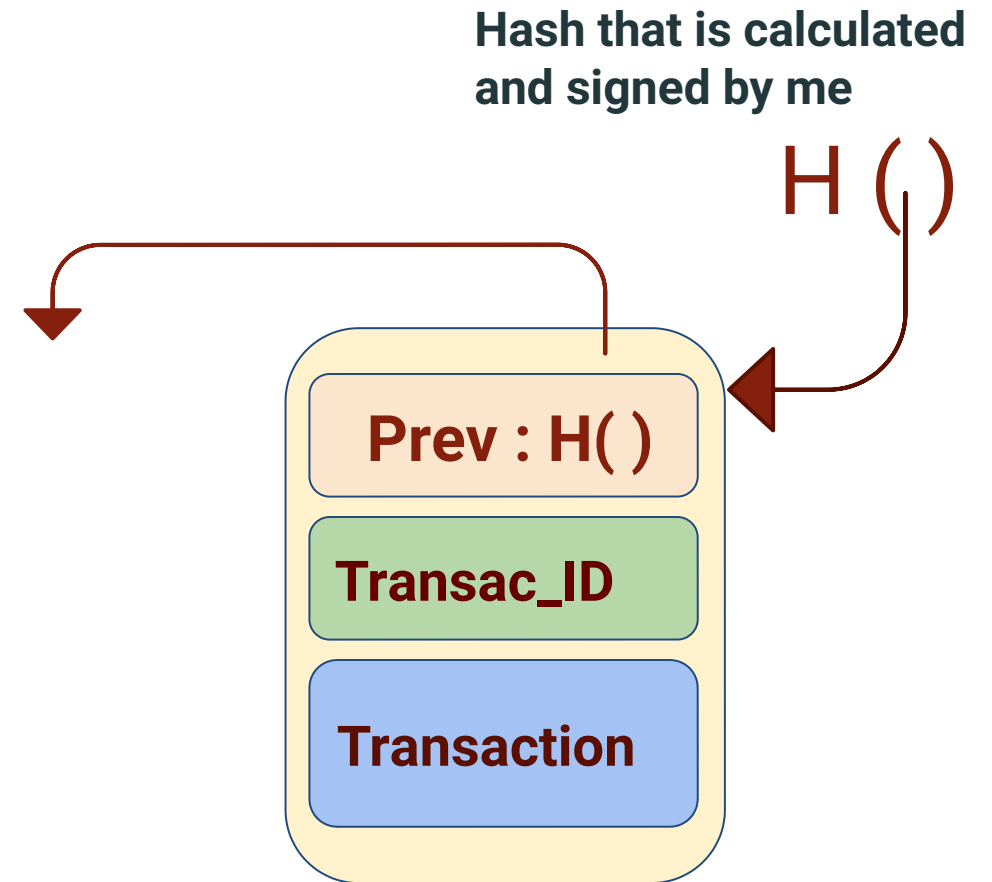 Hash that is calculated
and signed by me
H ( )
Prev : H( )
Transac_ID
Transaction